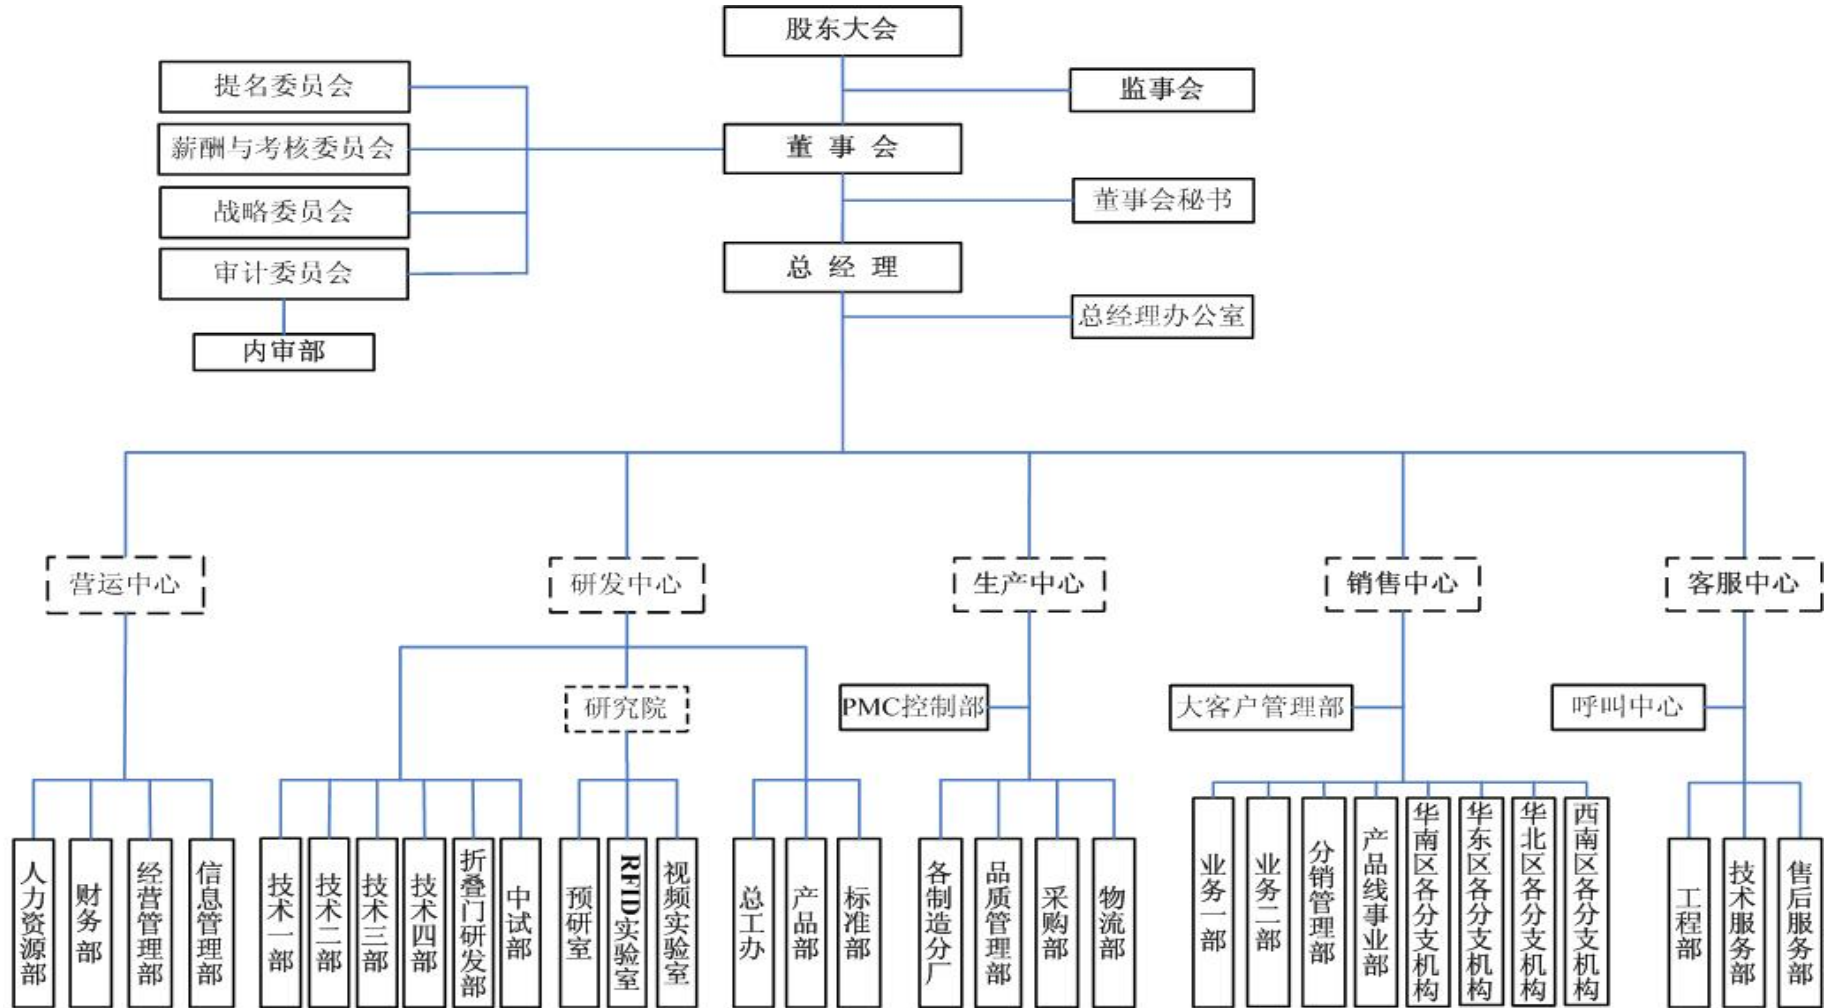 股东大会
提名委员会
监事会
薪酬与考核委员会
董事会
战略委员会
董事会秘书
审计委员会
总经理
总经理办公室
内审部
营运中心
研发中心
生产中心
销售中心
客服中心
研究院
PMC控制部
大客户管理部
呼叫中心
人力资源部
财务部
经营管理部
信息管理部
技术一部
技术二部
技术三部
技术四部
折叠门研发部
中试部
预研室
RFID实验室
视频实验室
总工办
产品部
标准部
各制造分厂
品质管理部
采购部
物流部
业务一部
业务二部
分销管理部
产品线事业部
华南区各分支机构
华东区各分支机构
华北区各分支机构
西南区各分支机构
工程部
技术服务部
售后服务部